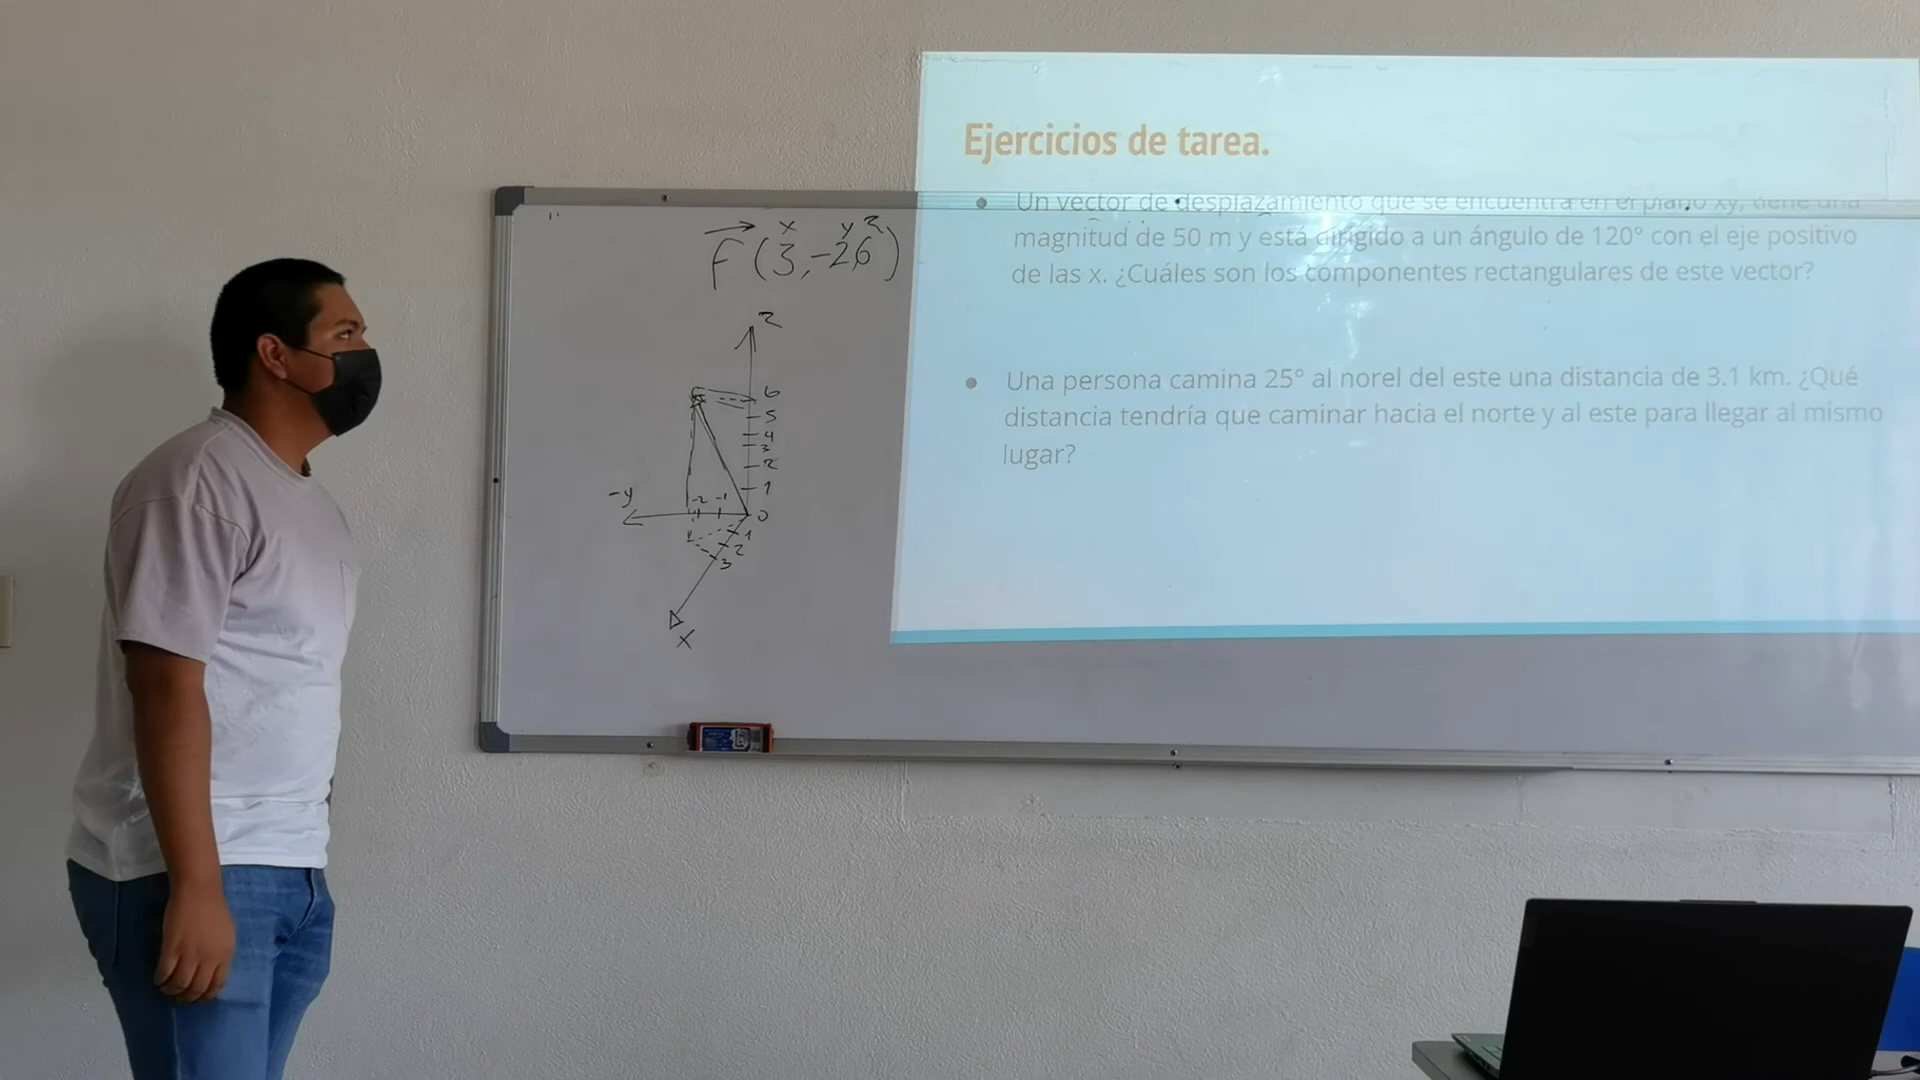 x y z
F (3,-2,6)
z
6
5
4
3
2
1
-y -2 -1 0
1
2
3
x
Ejercicios de tarea.
Un vector de desplazamiento que se encuentra en el plano xy, tiene una
magnitud de 50 m y está dirigido a un ángulo de 120° con el eje positivo
de las x. ¿Cuáles son los componentes rectangulares de este vector?
Una persona camina 25° al norel del este una distancia de 3.1 km. ¿Qué
distancia tendría que caminar hacia el norte y al este para llegar al mismo
lugar?